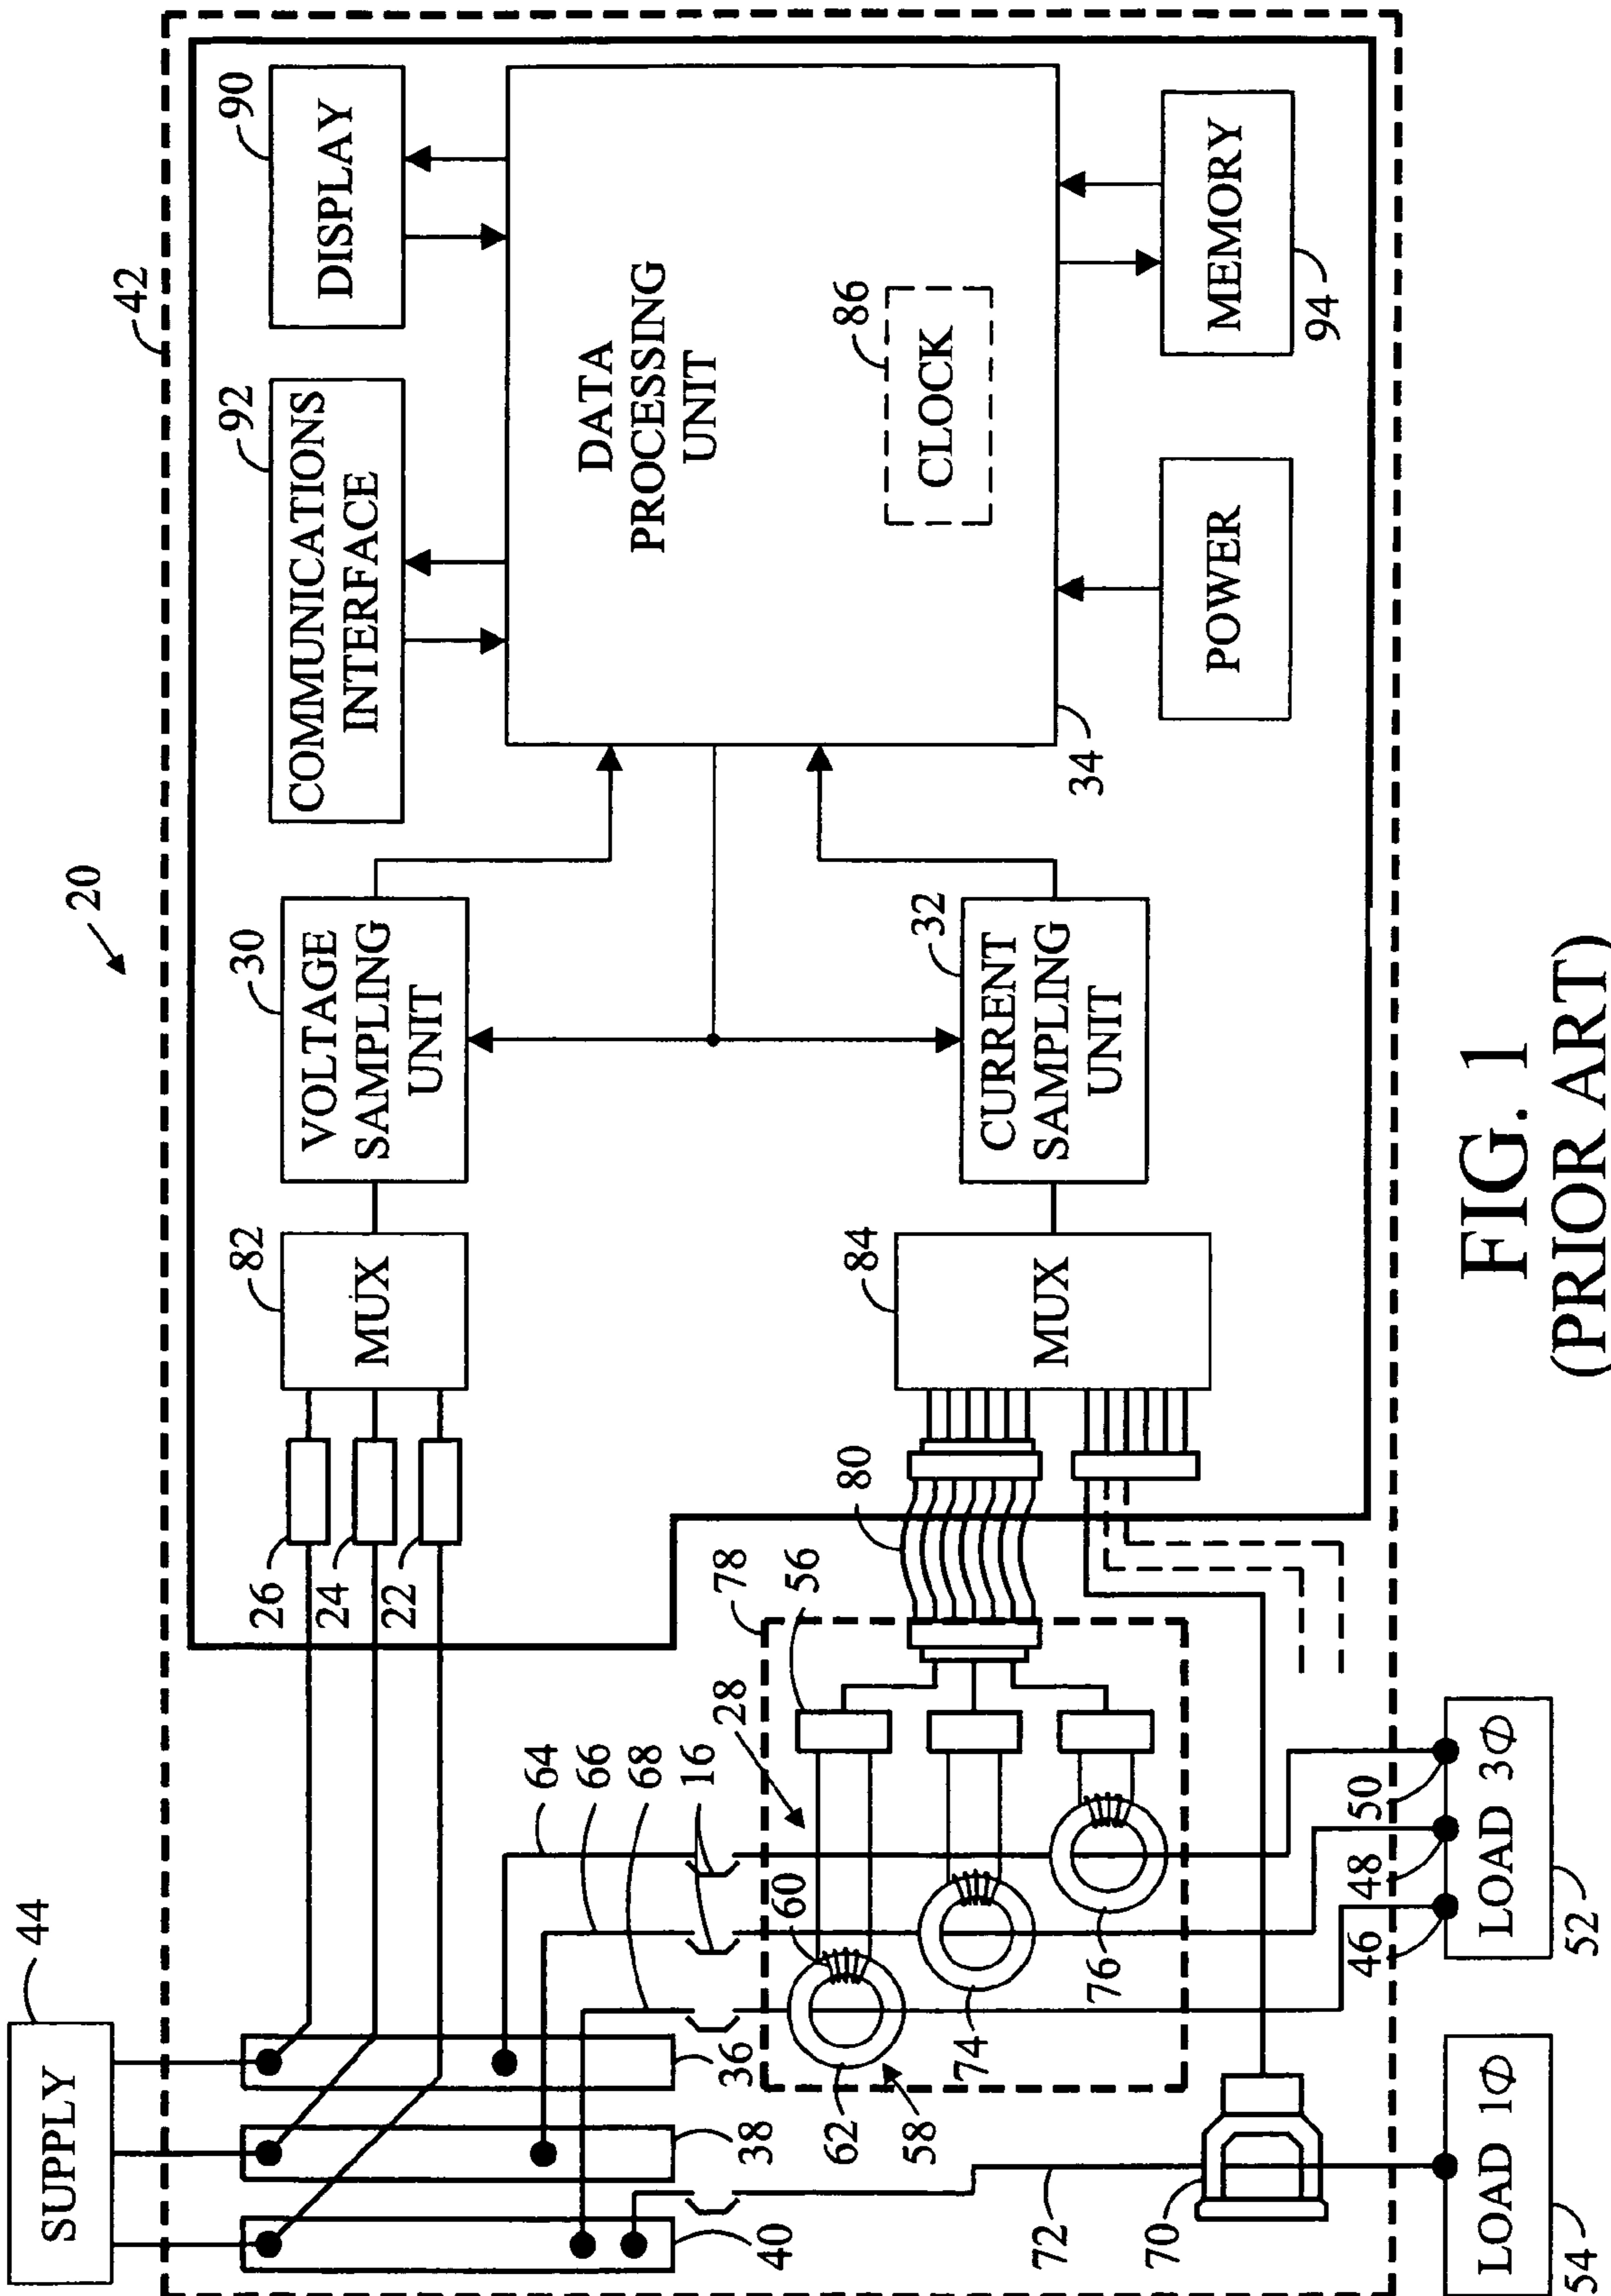 20
42
44
SUPPLY
26
24
22
82
MUX
30
VOLTAGE
SAMPLING
UNIT
92
COMMUNICATIONS
INTERFACE
90
DISPLAY
36
38
40
64
66
68
16
28
78
56
80
84
MUX
32
CURRENT
SAMPLING
UNIT
DATA
PROCESSING
UNIT
86
CLOCK
34
POWER
MEMORY
94
60
62
58
74
76
72
70
46
48
50
LOAD 1Φ
54
LOAD 3Φ
52
FIG. 1
(PRIOR ART)